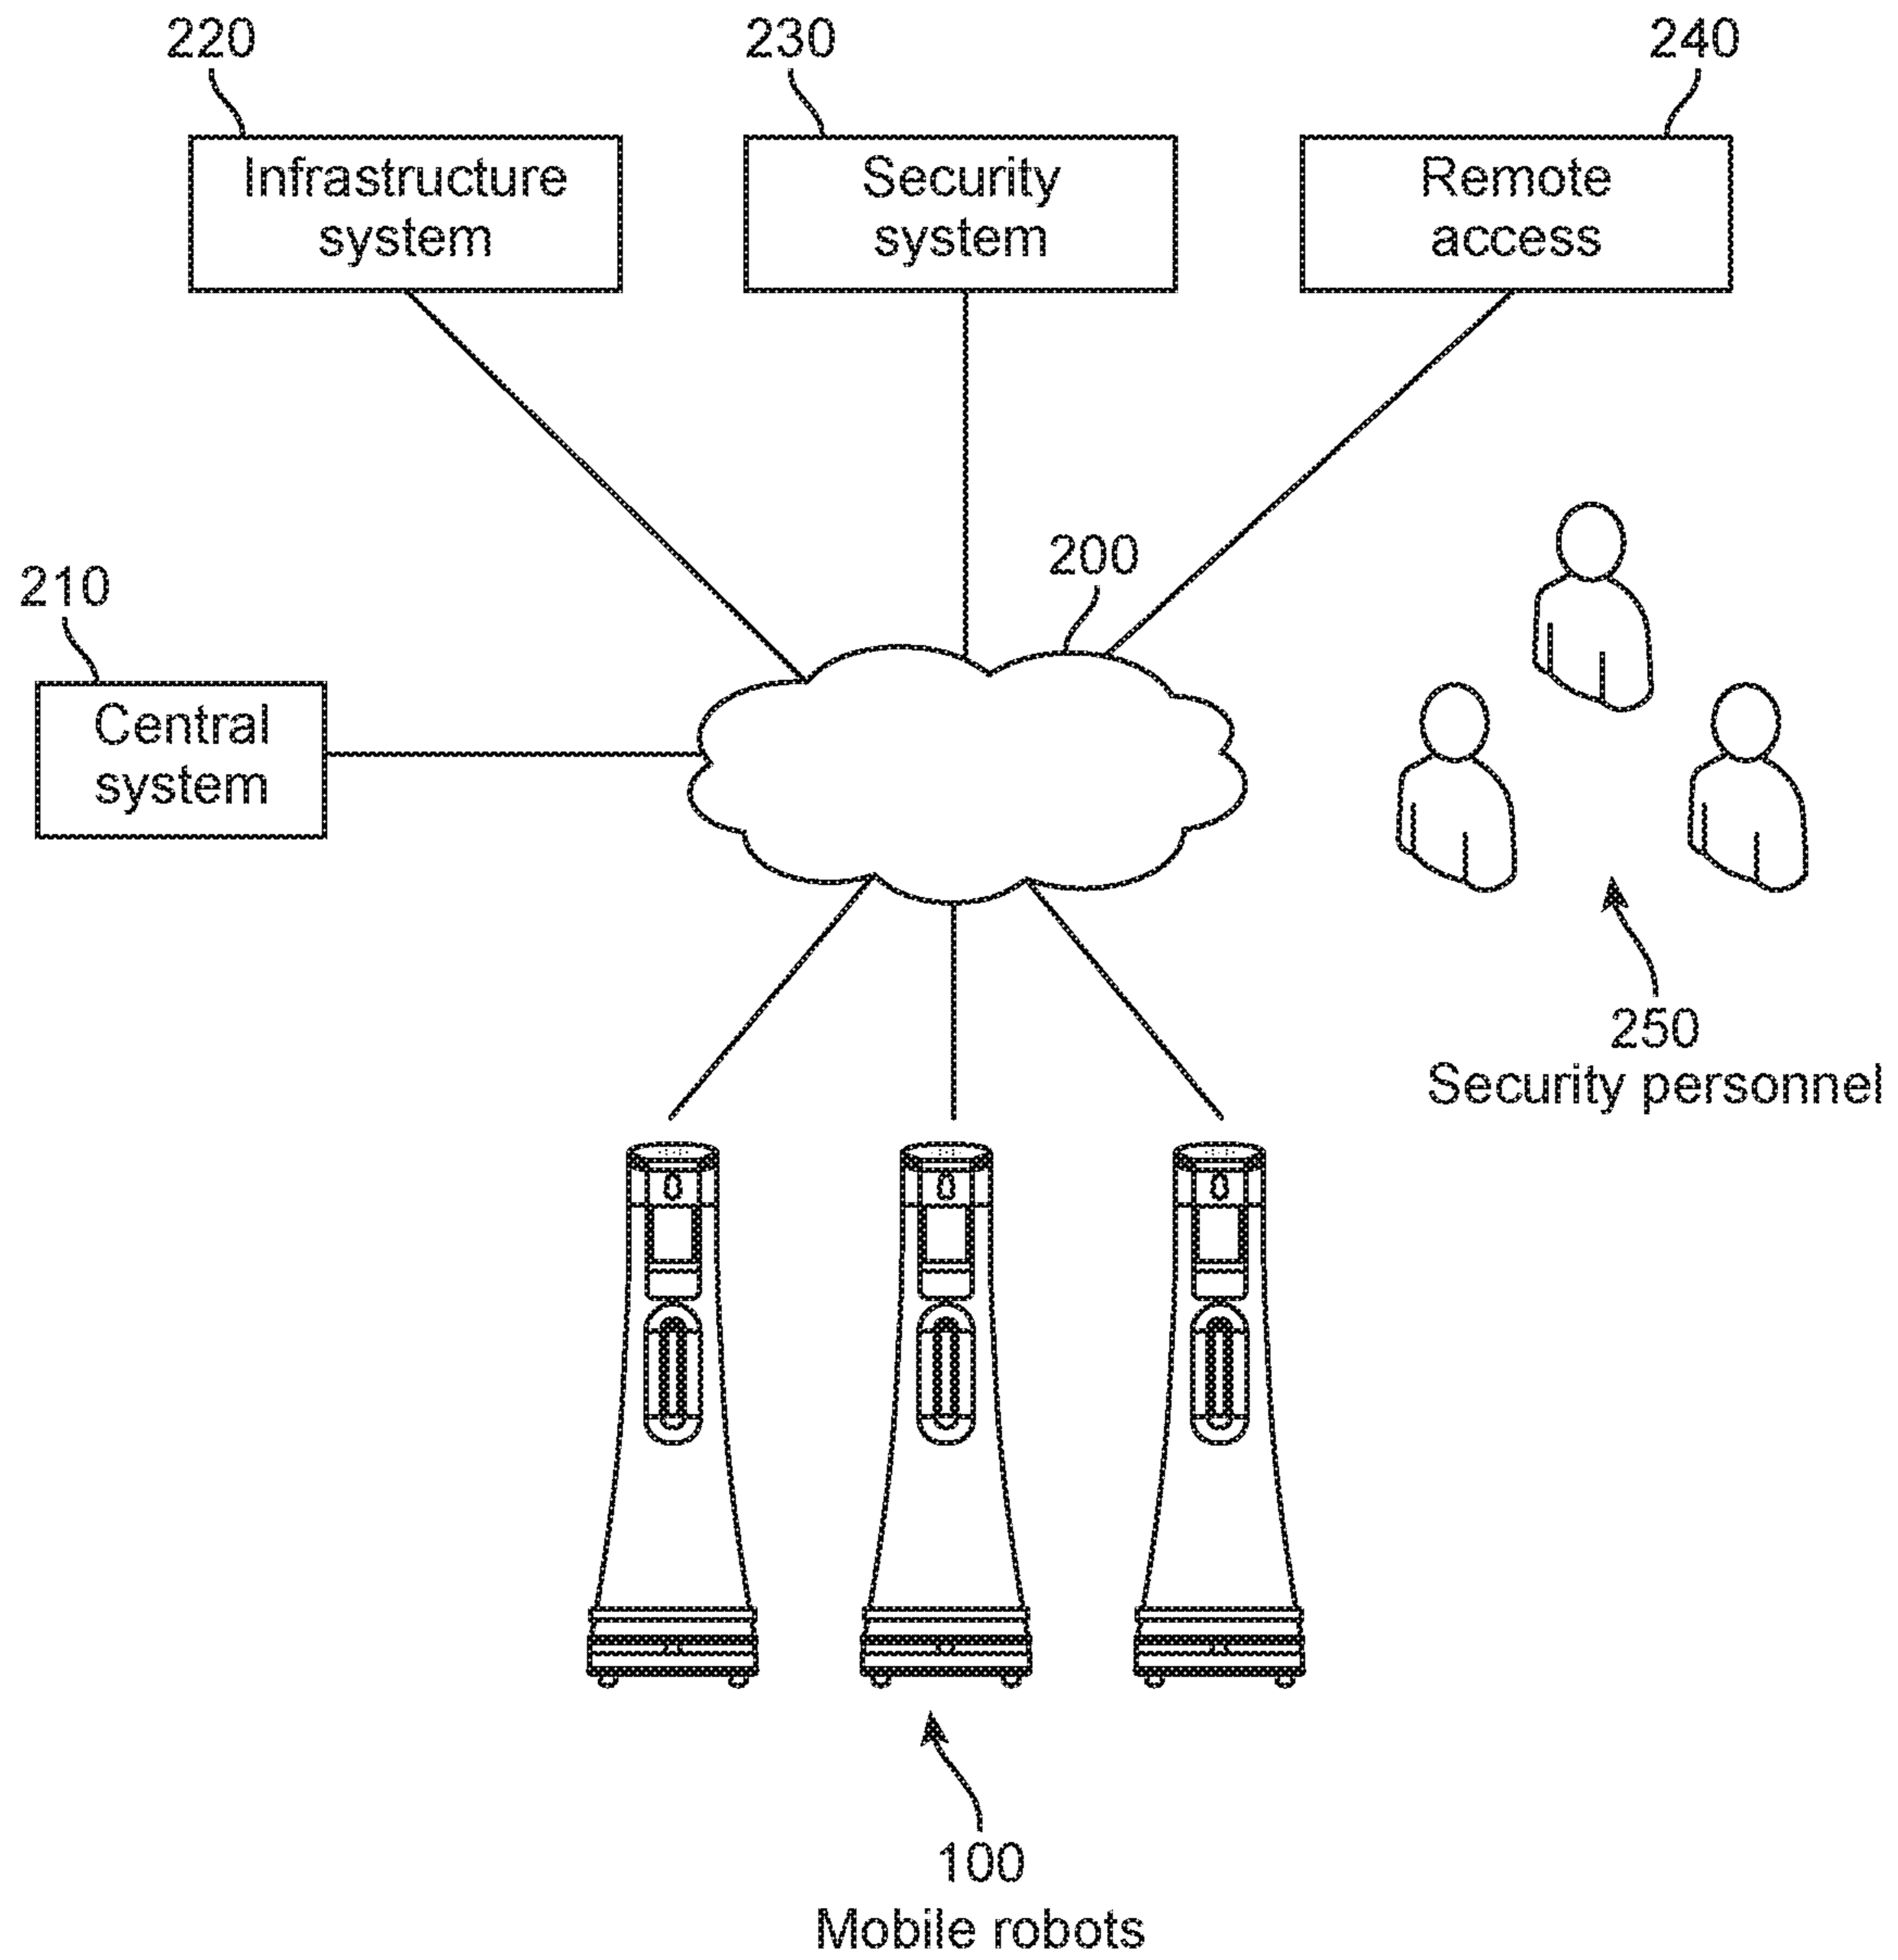 220
230
240
Infrastructure
system
Security
system
Remote
access
200
210
Central
system
250
Security personnel
100
Mobile robots